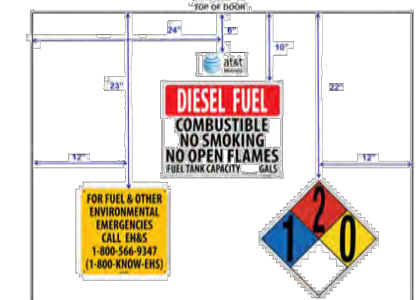 TOP OF DOOR
24"
6"
10"
at&t
23"
22"
DIESEL FUEL
COMBUSTIBLE
NO SMOKING
NO OPEN FLAMES
FUEL TANK CAPACITY GALS
12"
12"
FOR FUEL & OTHER
ENVIRONMENTAL
EMERGENCIES
CALL EH&S
1-800-566-9347
(1-800-KNOW-EHS)
2
1
0